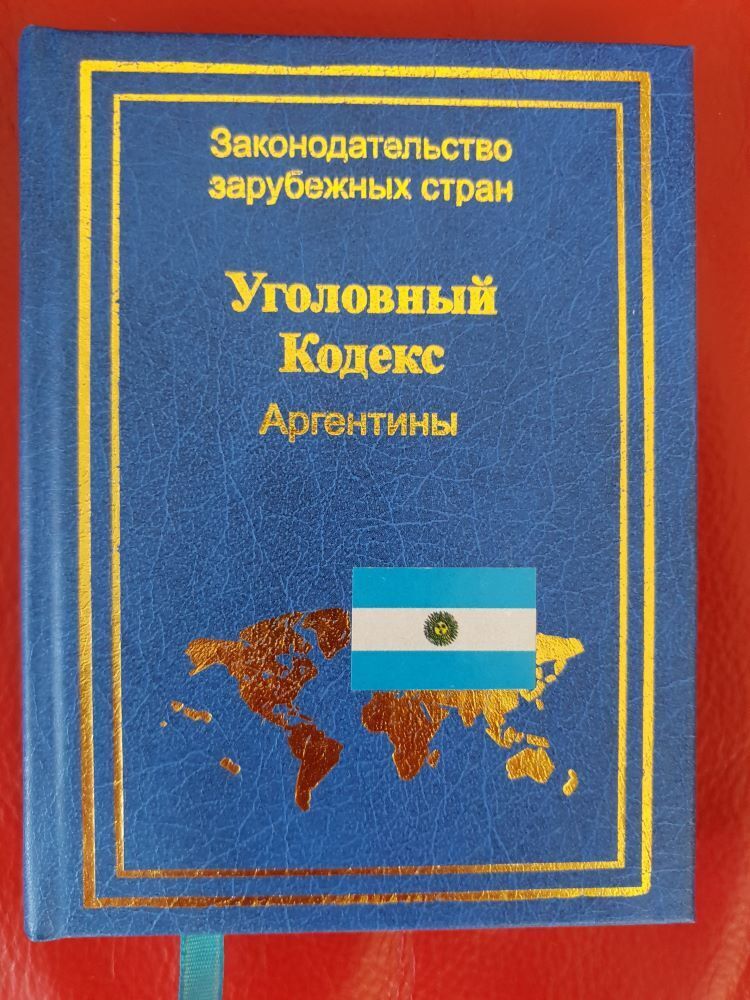 Законодательство
зарубежных стран
Уголовный
Кодекс
Аргентины